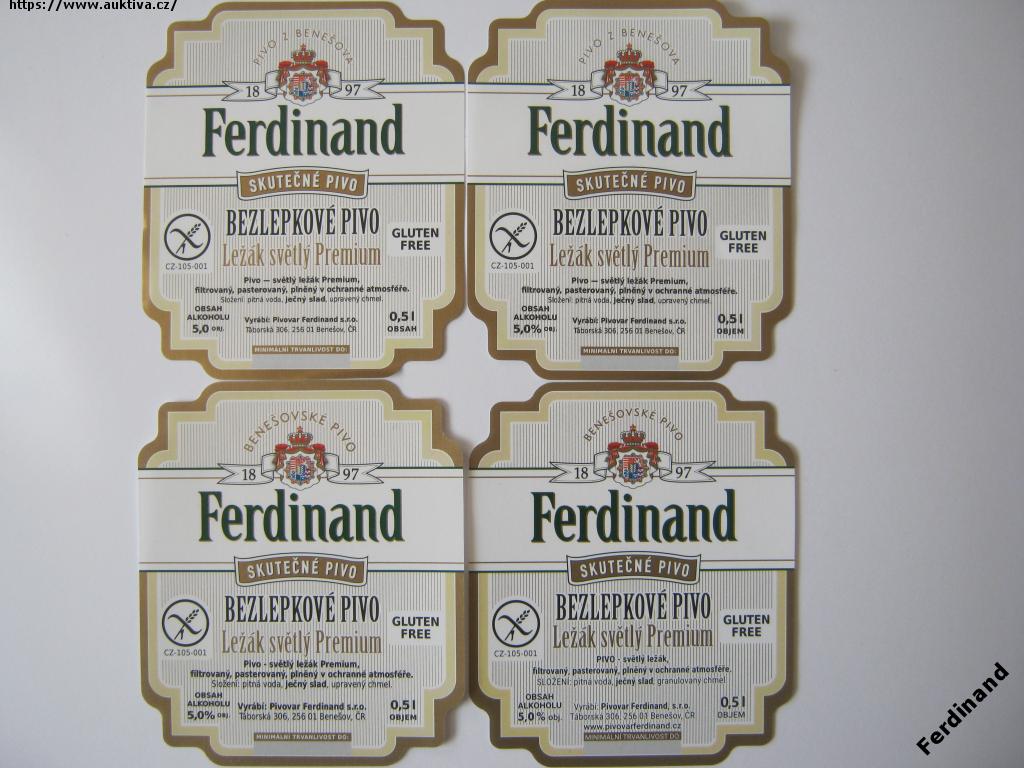 https://www.auktiva.cz/
PIVO Z BENEŠOVA
18 97
Ferdinand
SKUTEČNÉ PIVO
BEZLEPKOVÉ PIVO
Ležák světlý Premium
GLUTEN
FREE
CZ-105-001
Pivo — světlý ležák Premium,
filtrovaný, pasterovaný, plněný v ochranné atmosféře.
Složení: pitná voda, ječný slad, upravený chmel.
OBSAH
ALKOHOLU
5,0 OBJ.
Vyrábí: Pivovar Ferdinand s.r.o.
Táborská 306, 256 01 Benešov, ČR
0,5 l
OBSAH
MINIMÁLNÍ TRVANLIVOST DO:
PIVO Z BENEŠOVA
18 97
Ferdinand
SKUTEČNÉ PIVO
BEZLEPKOVÉ PIVO
Ležák světlý Premium
GLUTEN
FREE
CZ-105-001
Pivo — světlý ležák Premium,
filtrovaný, pasterovaný, plněný v ochranné atmosféře.
Složení: pitná voda, ječný slad, upravený chmel.
OBSAH
ALKOHOLU
5,0% OBJ.
Vyrábí: Pivovar Ferdinand s.r.o.
Táborská 306, 256 01 Benešov, ČR
0,5 l
OBJEM
MINIMÁLNÍ TRVANLIVOST DO:
BENEŠOVSKÉ PIVO
18 97
Ferdinand
SKUTEČNÉ PIVO
BEZLEPKOVÉ PIVO
Ležák světlý Premium
GLUTEN
FREE
CZ-105-001
Pivo - světlý ležák Premium,
filtrovaný, pasterovaný, plněný v ochranné atmosféře.
Složení: pitná voda, ječný slad, upravený chmel.
OBSAH
ALKOHOLU
5,0% OBJ.
Vyrábí: Pivovar Ferdinand s.r.o.
Táborská 306, 256 01 Benešov, ČR
0,5 l
OBJEM
MINIMÁLNÍ TRVANLIVOST DO:
BENEŠOVSKÉ PIVO
18 97
Ferdinand
SKUTEČNÉ PIVO
BEZLEPKOVÉ PIVO
Ležák světlý Premium
GLUTEN
FREE
CZ-105-001
PIVO - světlý ležák,
filtrovaný, pasterovaný, plněný v ochranné atmosféře.
SLOŽENÍ: pitná voda, ječný slad, granulovaný chmel.
OBSAH
ALKOHOLU
5,0% obj.
Vyrábí: Pivovar Ferdinand s.r.o.
Táborská 306, 256 01 Benešov, ČR
www.pivovarferdinand.cz
0,5 l
OBJEM
MINIMÁLNÍ TRVANLIVOST DO:
Ferdinand